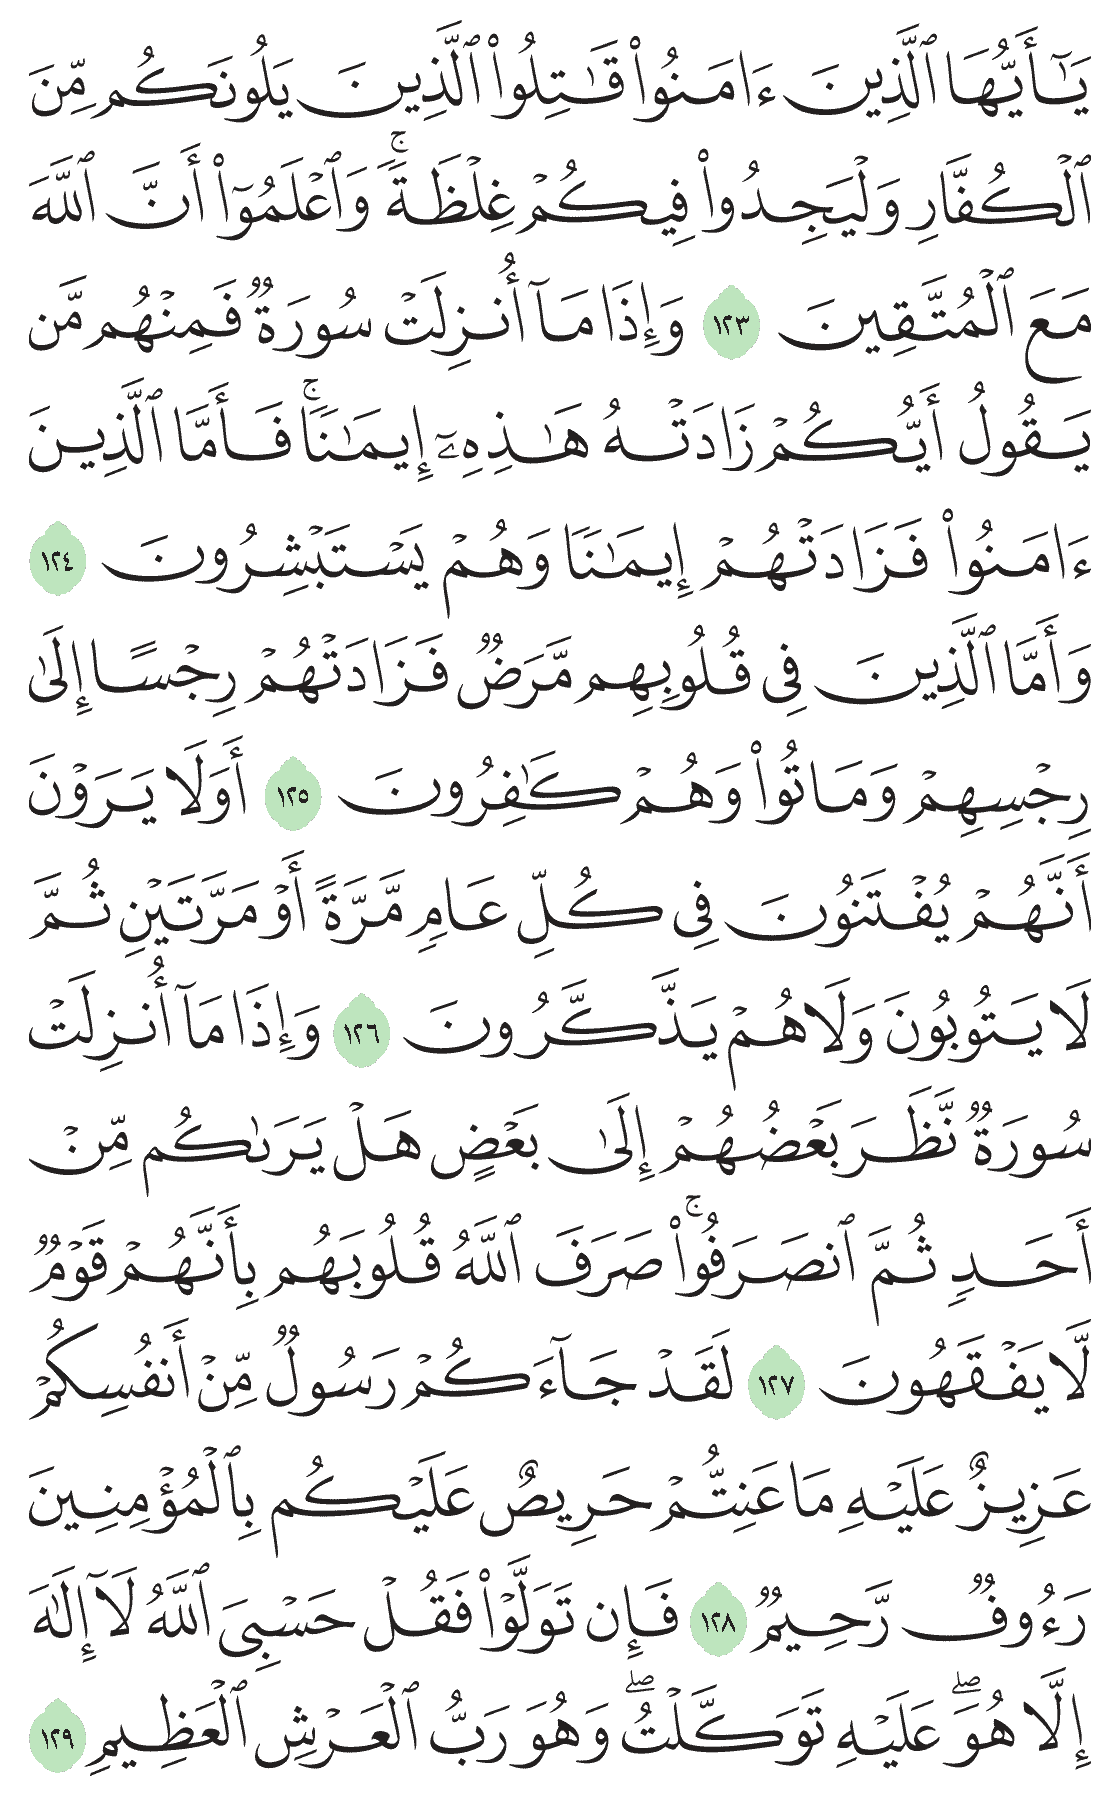 يَٰٓأَيُّهَا ٱلَّذِينَ ءَامَنُوا۟ قَٰتِلُوا۟ ٱلَّذِينَ يَلُونَكُم مِّنَ
ٱلْكُفَّارِ وَلْيَجِدُوا۟ فِيكُمْ غِلْظَةً ۚ وَٱعْلَمُوٓا۟ أَنَّ ٱللَّهَ
مَعَ ٱلْمُتَّقِينَ ١٢٣ وَإِذَا مَآ أُنزِلَتْ سُورَةٌ فَمِنْهُم مَّن
يَقُولُ أَيُّكُمْ زَادَتْهُ هَٰذِهِۦٓ إِيمَٰنًا ۚ فَأَمَّا ٱلَّذِينَ
ءَامَنُوا۟ فَزَادَتْهُمْ إِيمَٰنًا وَهُمْ يَسْتَبْشِرُونَ ١٢٤
وَأَمَّا ٱلَّذِينَ فِى قُلُوبِهِم مَّرَضٌ فَزَادَتْهُمْ رِجْسًا إِلَىٰ
رِجْسِهِمْ وَمَاتُوا۟ وَهُمْ كَٰفِرُونَ ١٢٥ أَوَلَا يَرَوْنَ
أَنَّهُمْ يُفْتَنُونَ فِى كُلِّ عَامٍ مَّرَّةً أَوْ مَرَّتَيْنِ ثُمَّ
لَا يَتُوبُونَ وَلَا هُمْ يَذَّكَّرُونَ ١٢٦ وَإِذَا مَآ أُنزِلَتْ
سُورَةٌ نَّظَرَ بَعْضُهُمْ إِلَىٰ بَعْضٍ هَلْ يَرَىٰكُم مِّنْ
أَحَدٍ ثُمَّ ٱنصَرَفُوا۟ ۚ صَرَفَ ٱللَّهُ قُلُوبَهُم بِأَنَّهُمْ قَوْمٌ
لَّا يَفْقَهُونَ ١٢٧ لَقَدْ جَآءَكُمْ رَسُولٌ مِّنْ أَنفُسِكُمْ
عَزِيزٌ عَلَيْهِ مَا عَنِتُّمْ حَرِيصٌ عَلَيْكُم بِٱلْمُؤْمِنِينَ
رَءُوفٌ رَّحِيمٌ ١٢٨ فَإِن تَوَلَّوْا۟ فَقُلْ حَسْبِىَ ٱللَّهُ لَآ إِلَٰهَ
إِلَّا هُوَ ۖ عَلَيْهِ تَوَكَّلْتُ ۖ وَهُوَ رَبُّ ٱلْعَرْشِ ٱلْعَظِيمِ ١٢٩